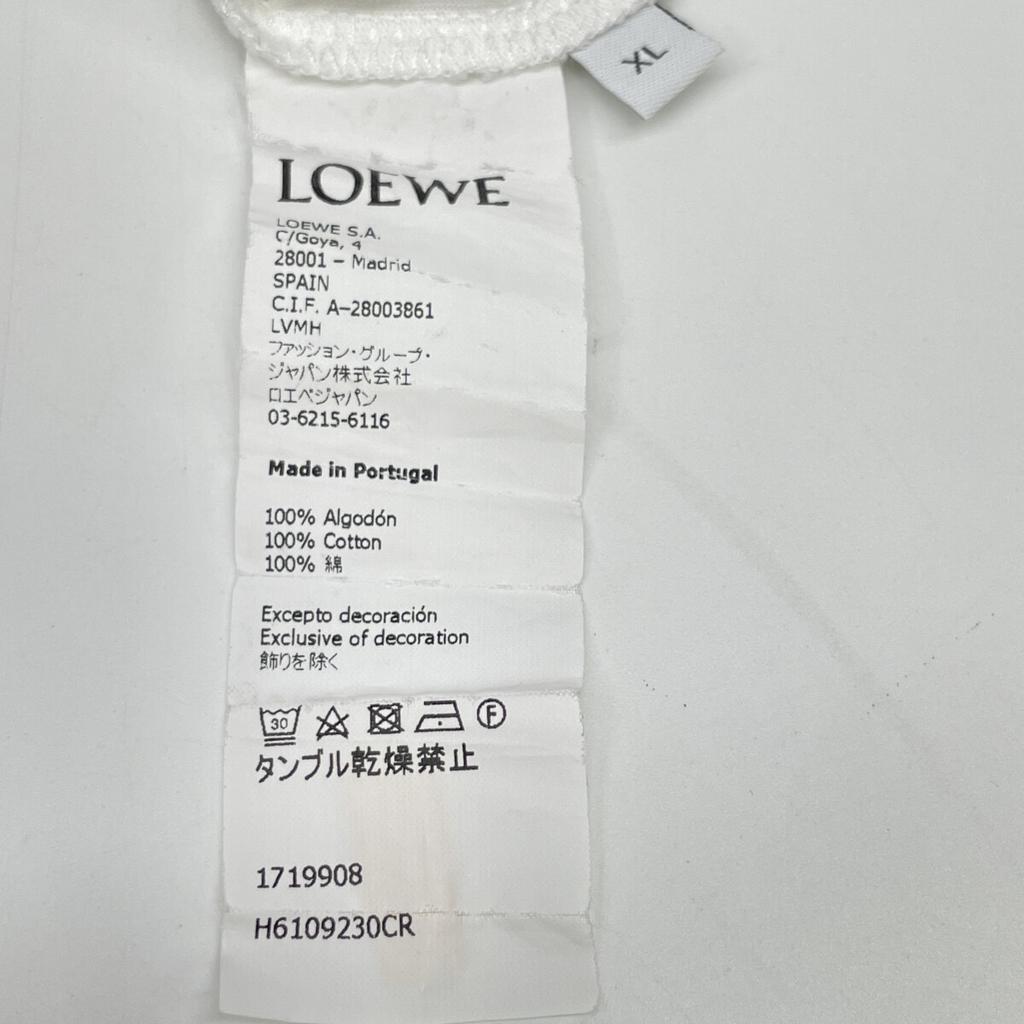 XL
LOEWE
LOEWE S.A.
C/Goya, 4
28001 – Madrid
SPAIN
C.I.F. A–28003861
LVMH
ファッション・グループ・
ジャパン株式会社
ロエベジャパン
03-6215-6116
Made in Portugal
100% Algodón
100% Cotton
100% 綿
Excepto decoración
Exclusive of decoration
飾りを除く
30 F
タンブル乾燥禁止
1719908
H6109230CR